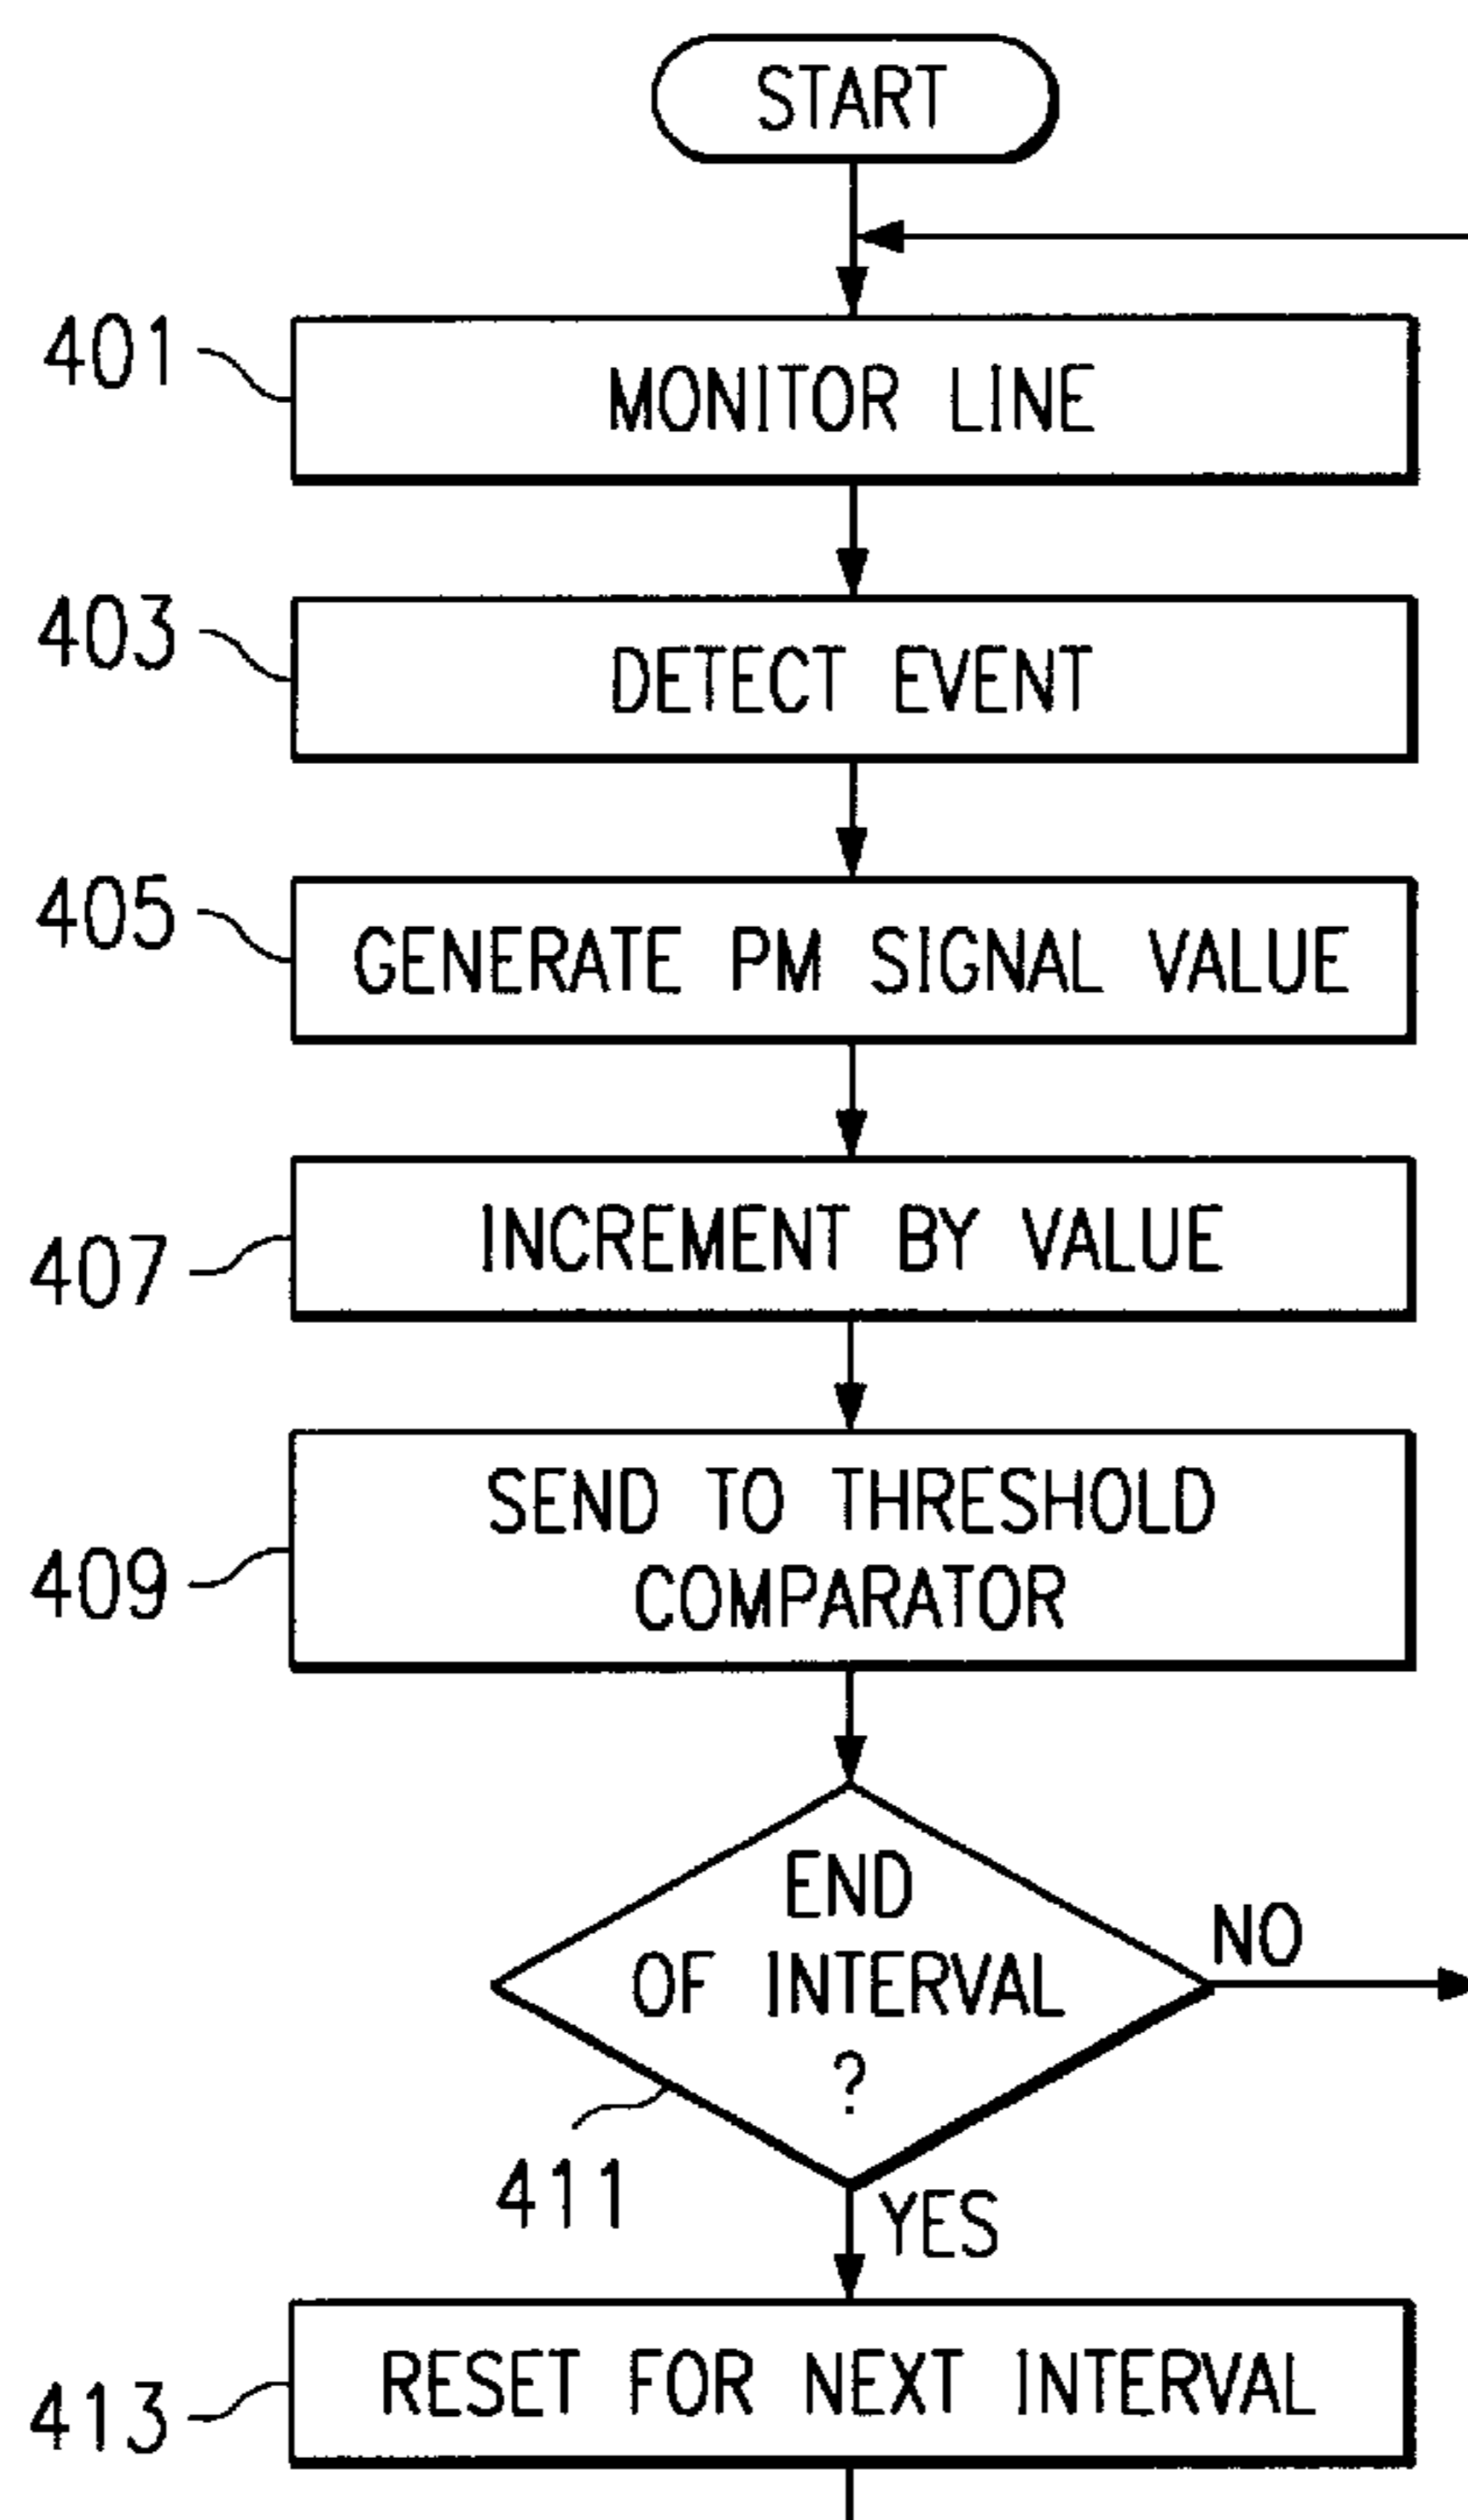 START
401
MONITOR LINE
403
DETECT EVENT
405
GENERATE PM SIGNAL VALUE
407
INCREMENT BY VALUE
409
SEND TO THRESHOLD
COMPARATOR
END
OF INTERVAL
?
NO
411
YES
413
RESET FOR NEXT INTERVAL